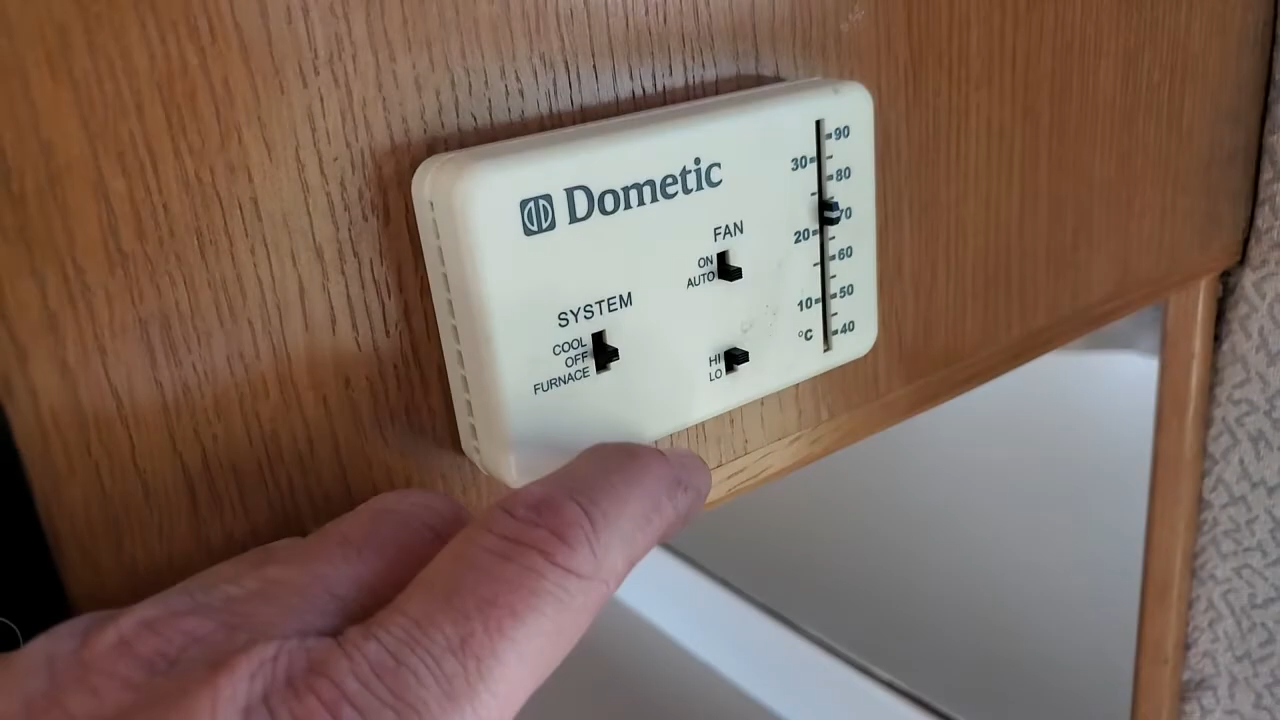 Dometic
FAN
ON
AUTO
SYSTEM
COOL
OFF
FURNACE
HI
LO
90
30
80
70
20
60
50
10
°C
40